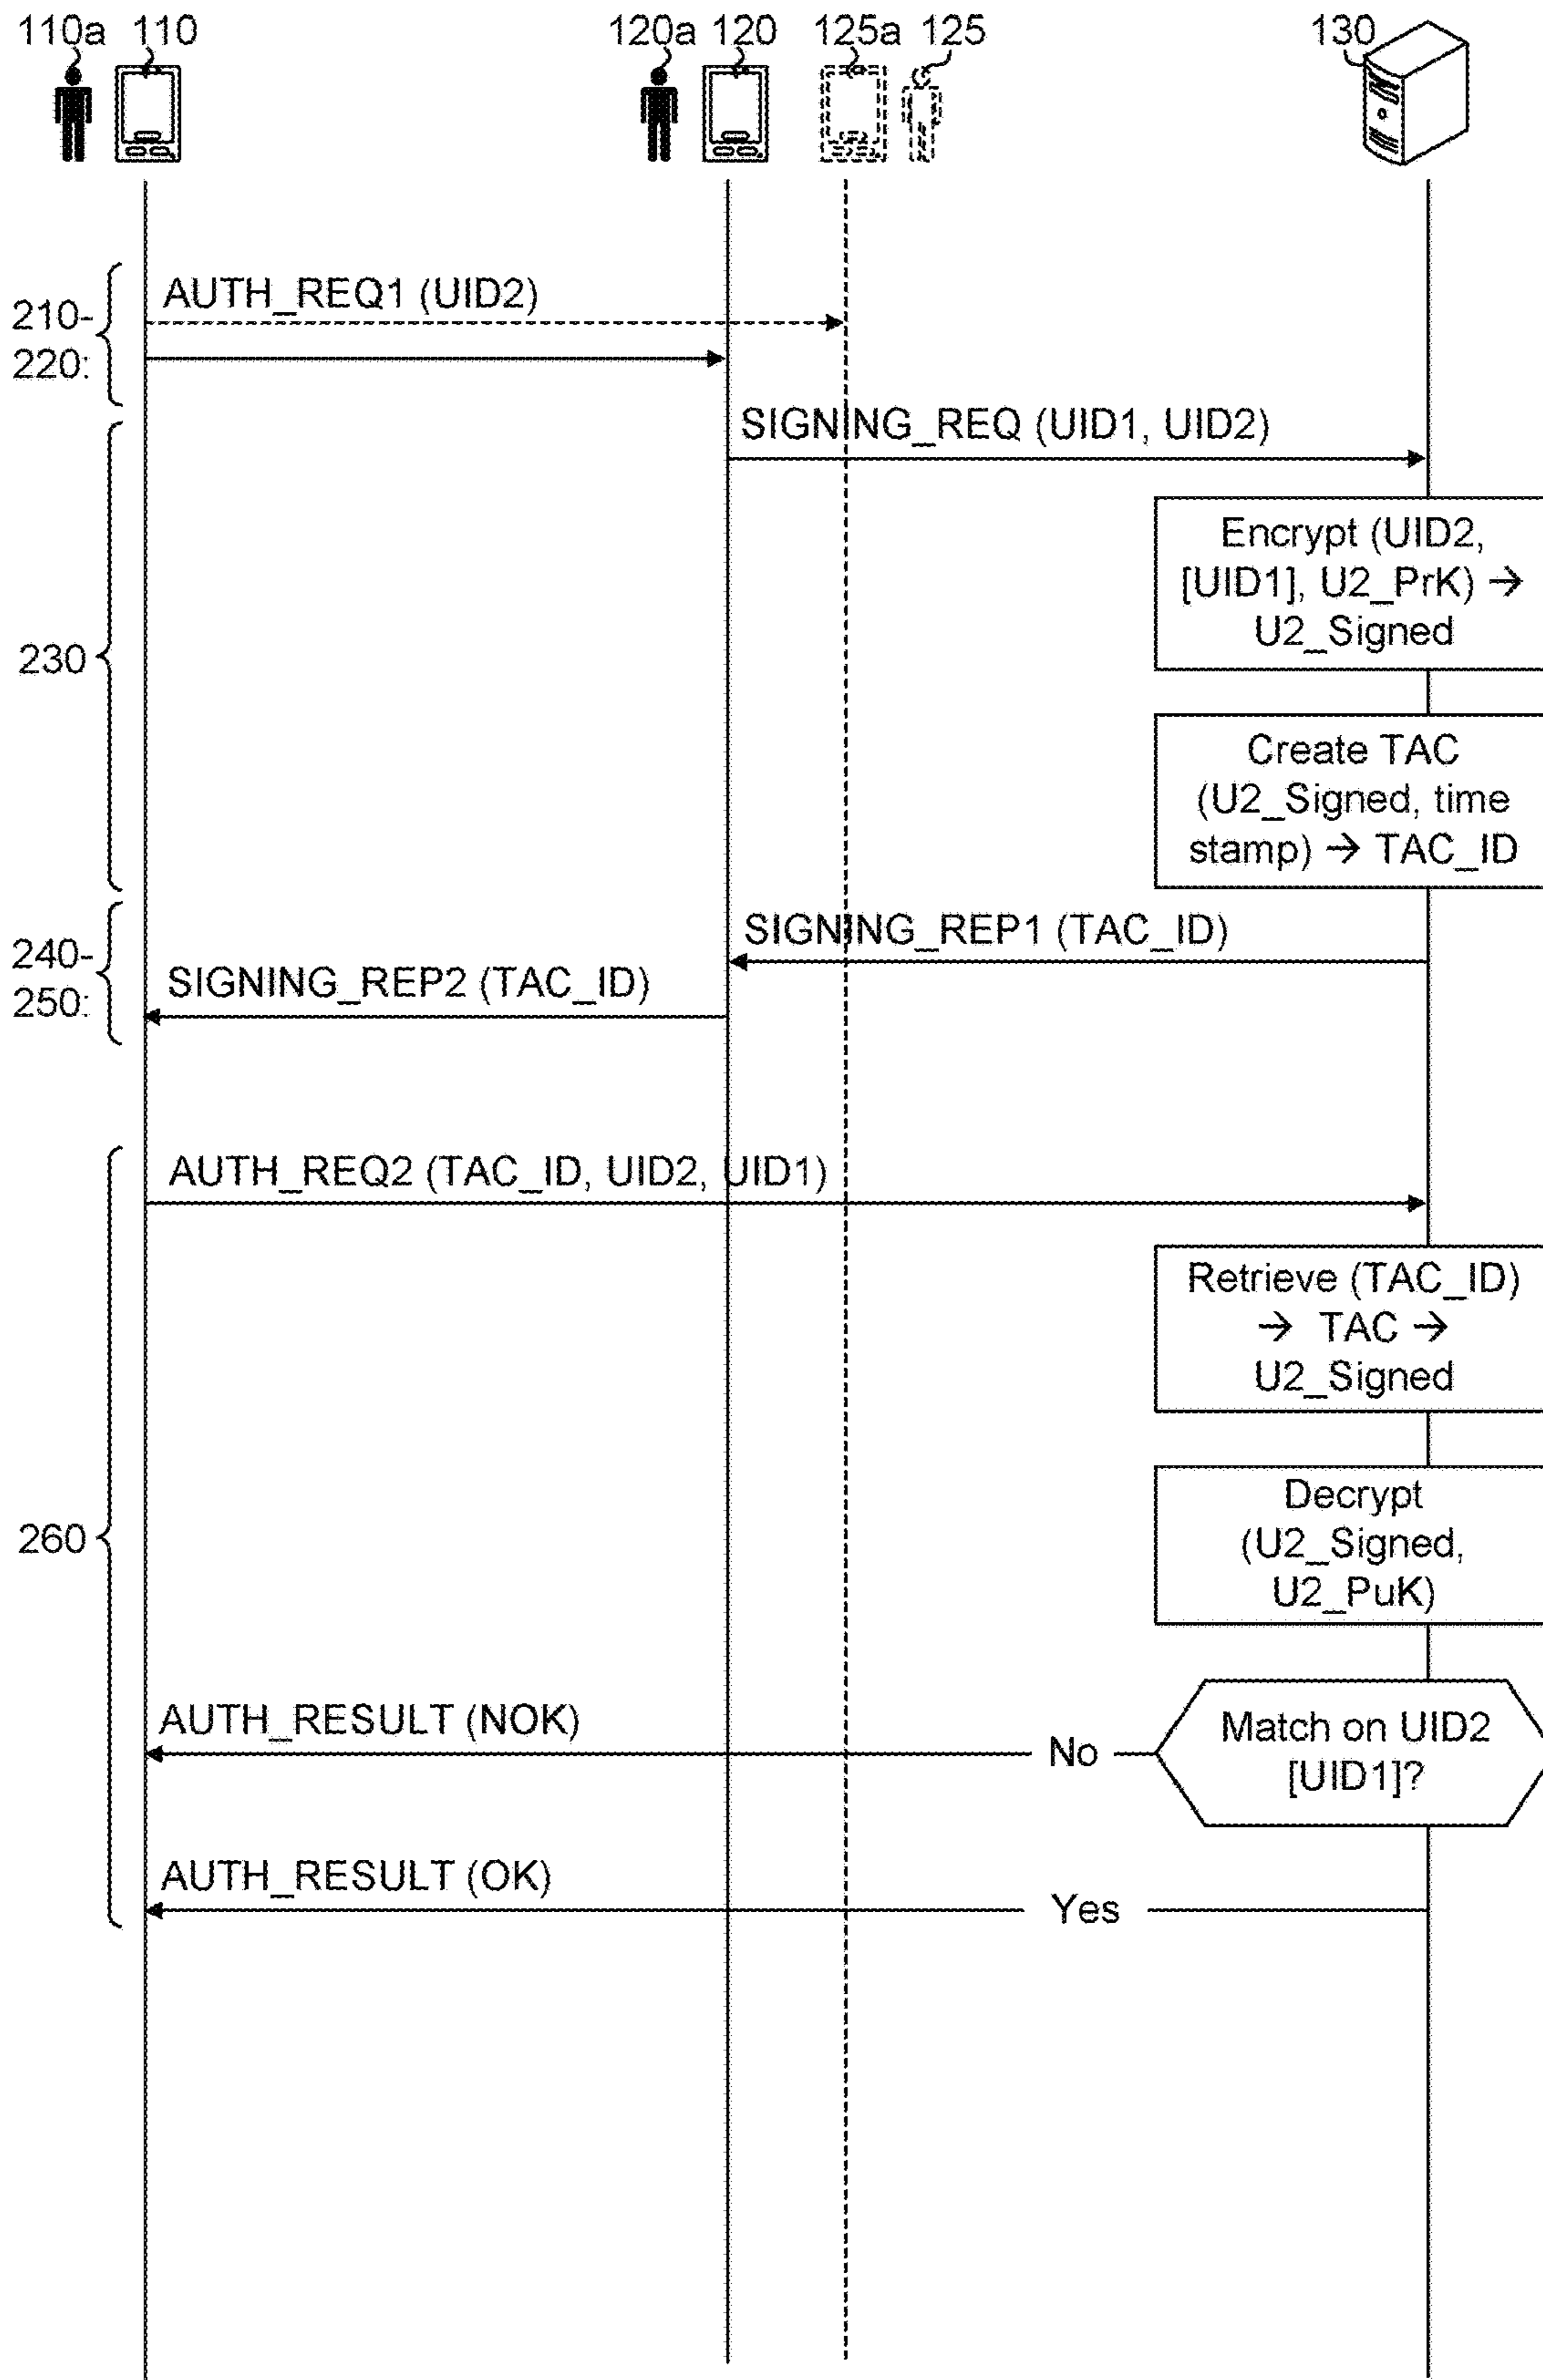 110a 110 120a 120 125a 125 130
AUTH_REQ1 (UID2)
210-
220:
SIGNING_REQ (UID1, UID2)
Encrypt (UID2,
[UID1], U2_PrK) →
U2_Signed
230
Create TAC
(U2_Signed, time
stamp) → TAC_ID
SIGNING_REP1 (TAC_ID)
240-
250:
SIGNING_REP2 (TAC_ID)
AUTH_REQ2 (TAC_ID, UID2, UID1)
Retrieve (TAC_ID)
→ TAC →
U2_Signed
Decrypt
(U2_Signed,
U2_PuK)
260
AUTH_RESULT (NOK)
No
Match on UID2
[UID1]?
AUTH_RESULT (OK)
Yes